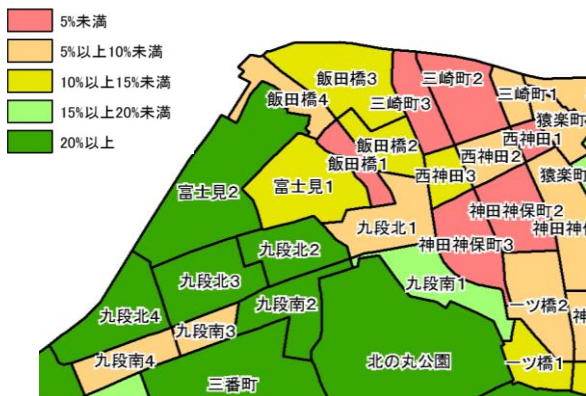 5%未満
5%以上10%未満
10%以上15%未満
15%以上20%未満
20%以上
飯田橋3
三崎町2
飯田橋4
三崎町3
三崎町1
猿楽町
飯田橋2
西神田1
飯田橋1
西神田2
富士見2
富士見1
西神田3
猿楽町
神田神保町2
九段北1
神田神保
九段北2
神田神保町3
九段北3
九段南1
九段南2
一ツ橋2
九段北4
九段南3
神
九段南4
北の丸公園
一ツ橋1
三番町